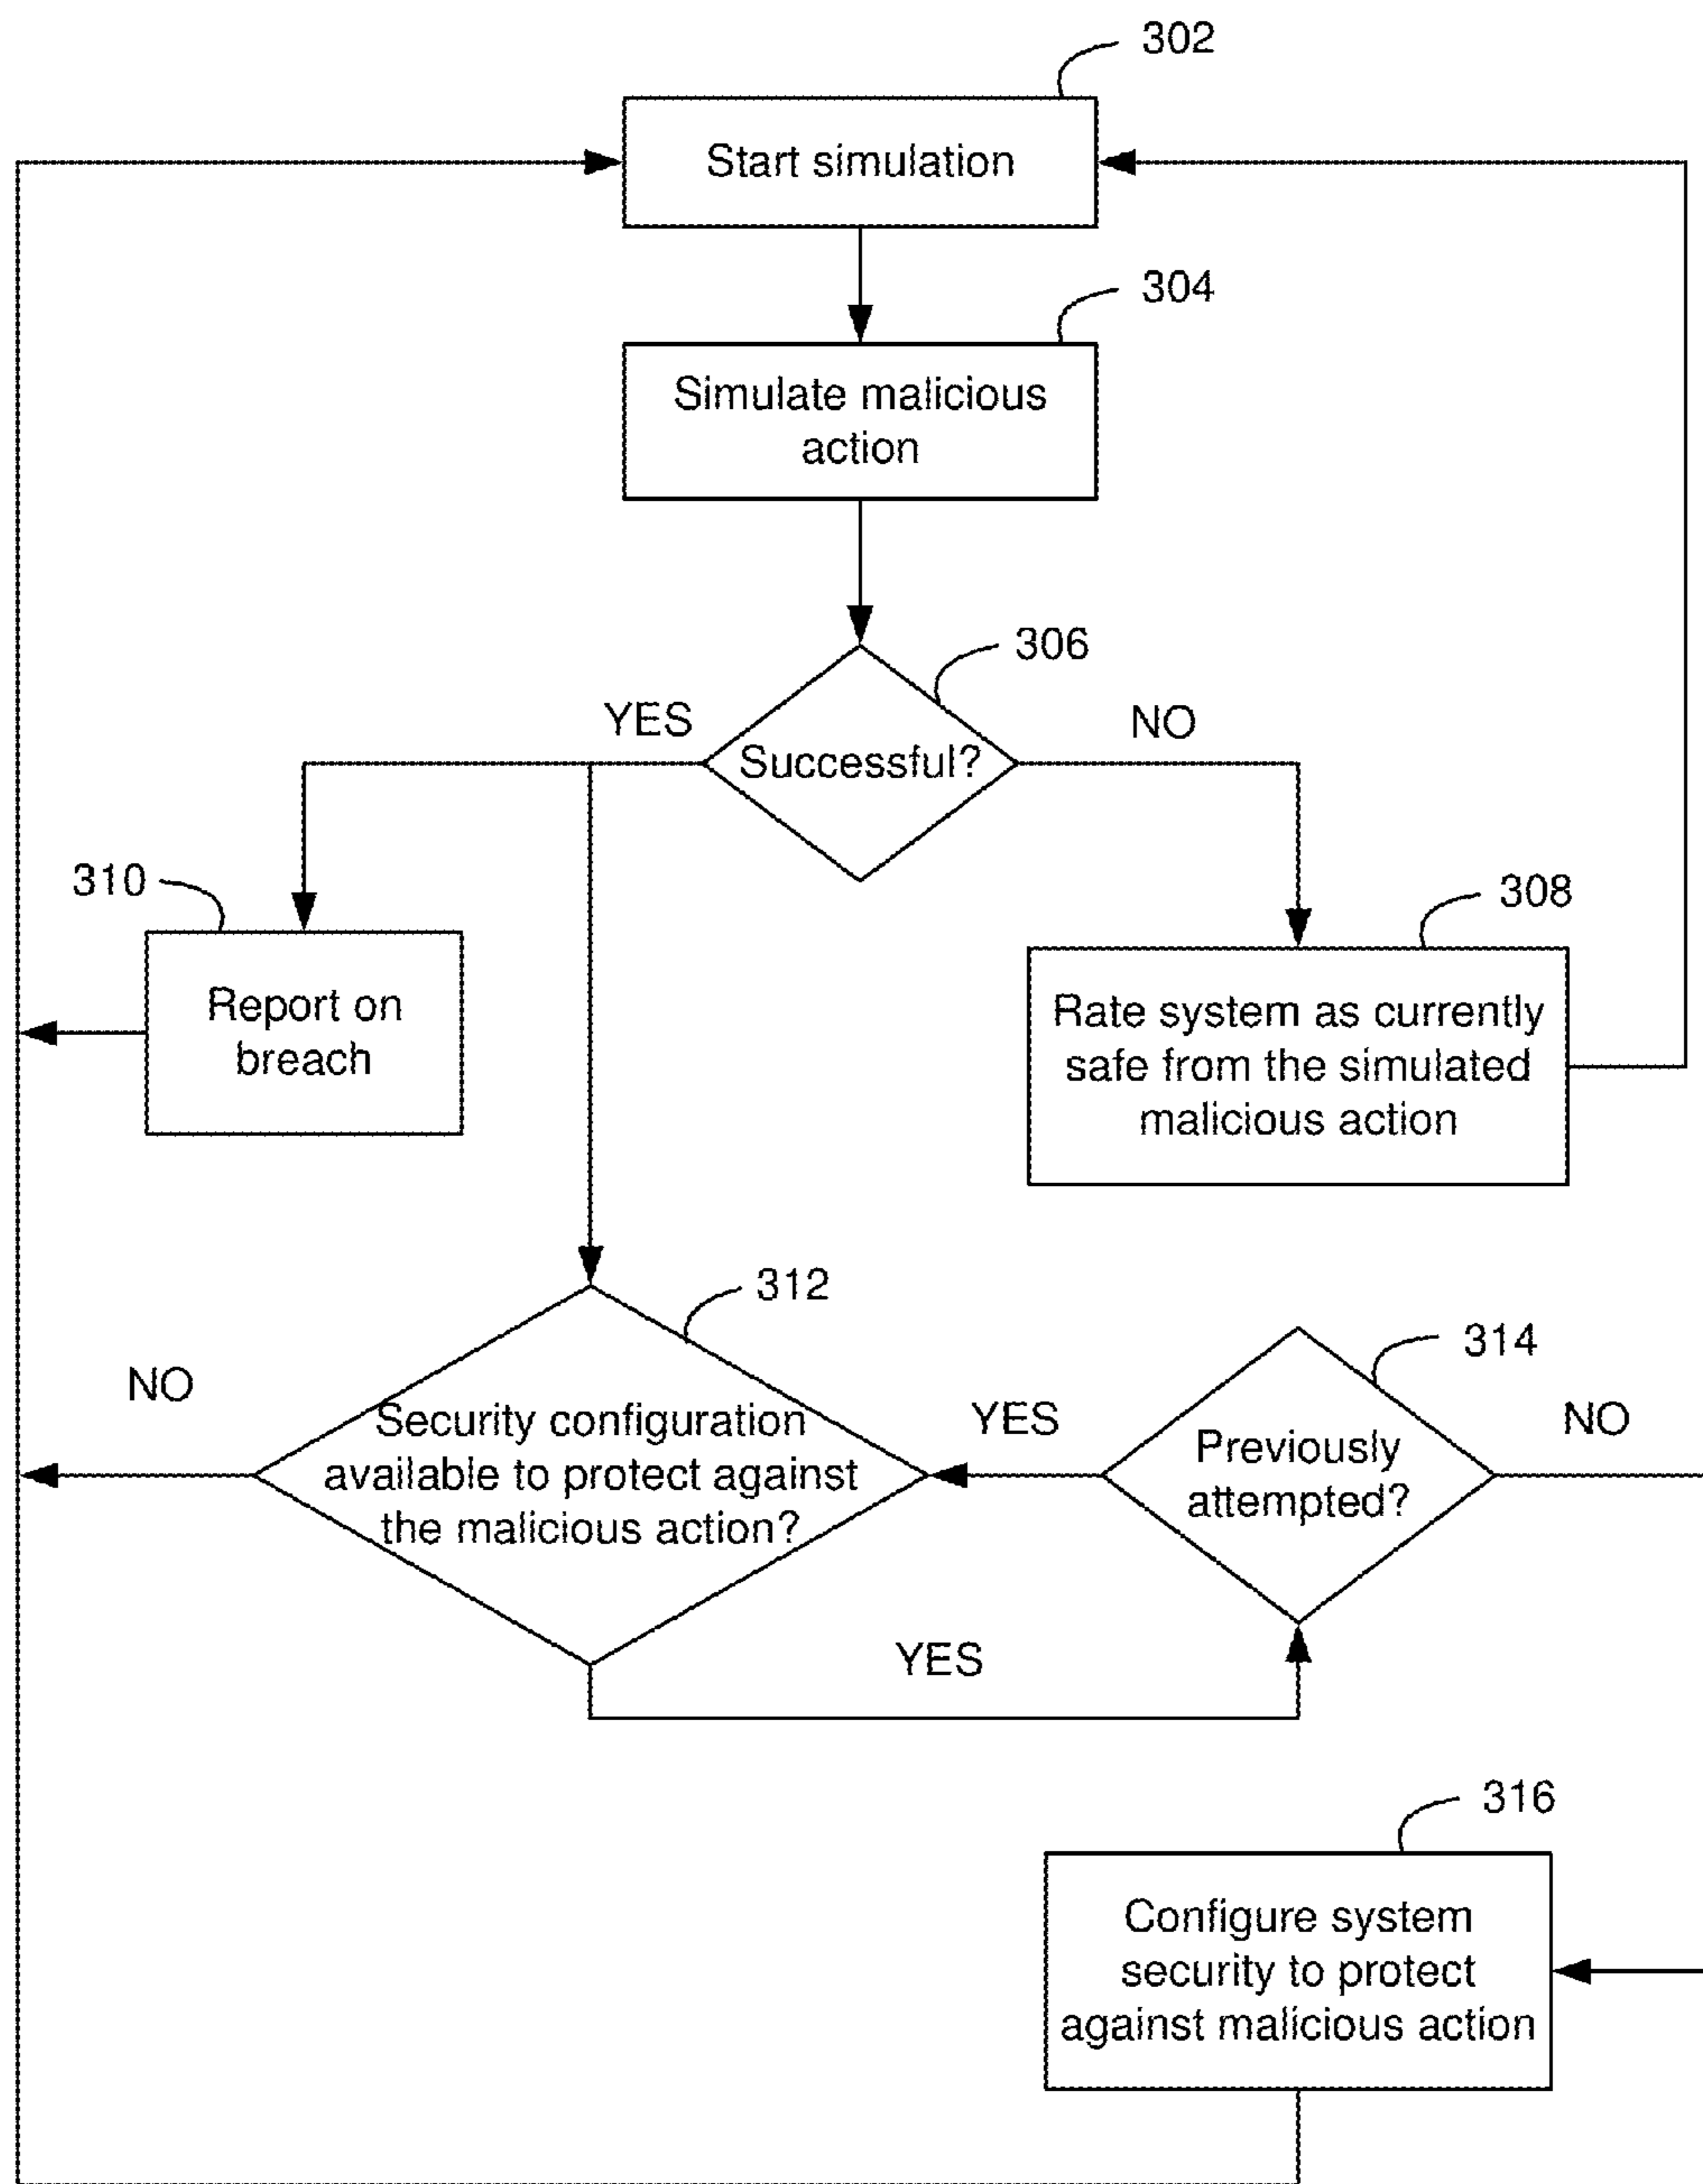 302
Start simulation
304
Simulate malicious
action
306
YES
NO
Successful?
310
308
Report on
breach
Rate system as currently
safe from the simulated
malicious action
312
314
NO
Security configuration
available to protect against
the malicious action?
YES
Previously
attempted?
NO
YES
316
Configure system
security to protect
against malicious action